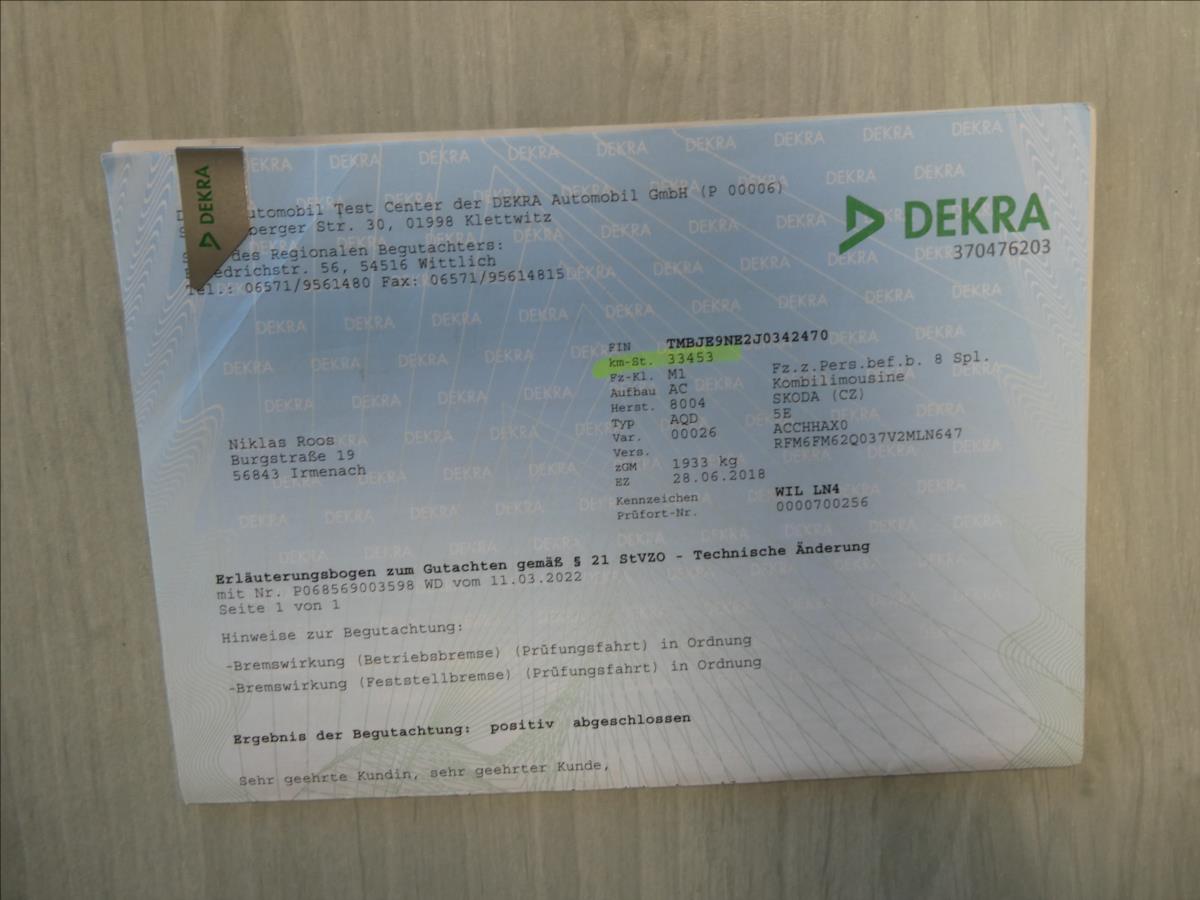 DEKRA
utomobil Test Center der DEKRA Automobil GmbH (P 00006)
berger Str. 30, 01998 Klettwitz
des Regionalen Begutachters:
edrichstr. 56, 54516 Wittlich
Tel.: 06571/9561480 Fax: 06571/95614815
DEKRA
370476203
FIN TMBJE9NE2J0342470
km-St. 33453
Fz-Kl. M1 Fz.z.Pers.bef.b. 8 Spl.
Aufbau AC Kombilimousine
Herst. 8004 SKODA (CZ)
Typ AQD 5E
Var. 00026 ACCHHAX0
Vers. RFM6FM62Q037V2MLN647
zGM 1933 kg
EZ 28.06.2018
Kennzeichen WIL LN4
Prüfort-Nr. 0000700256
Niklas Roos
Burgstraße 19
56843 Irmenach
Erläuterungsbogen zum Gutachten gemäß § 21 StVZO - Technische Änderung
mit Nr. P068569003598 WD vom 11.03.2022
Seite 1 von 1
Hinweise zur Begutachtung:
-Bremswirkung (Betriebsbremse) (Prüfungsfahrt) in Ordnung
-Bremswirkung (Feststellbremse) (Prüfungsfahrt) in Ordnung
Ergebnis der Begutachtung: positiv abgeschlossen
Sehr geehrte Kundin, sehr geehrter Kunde,